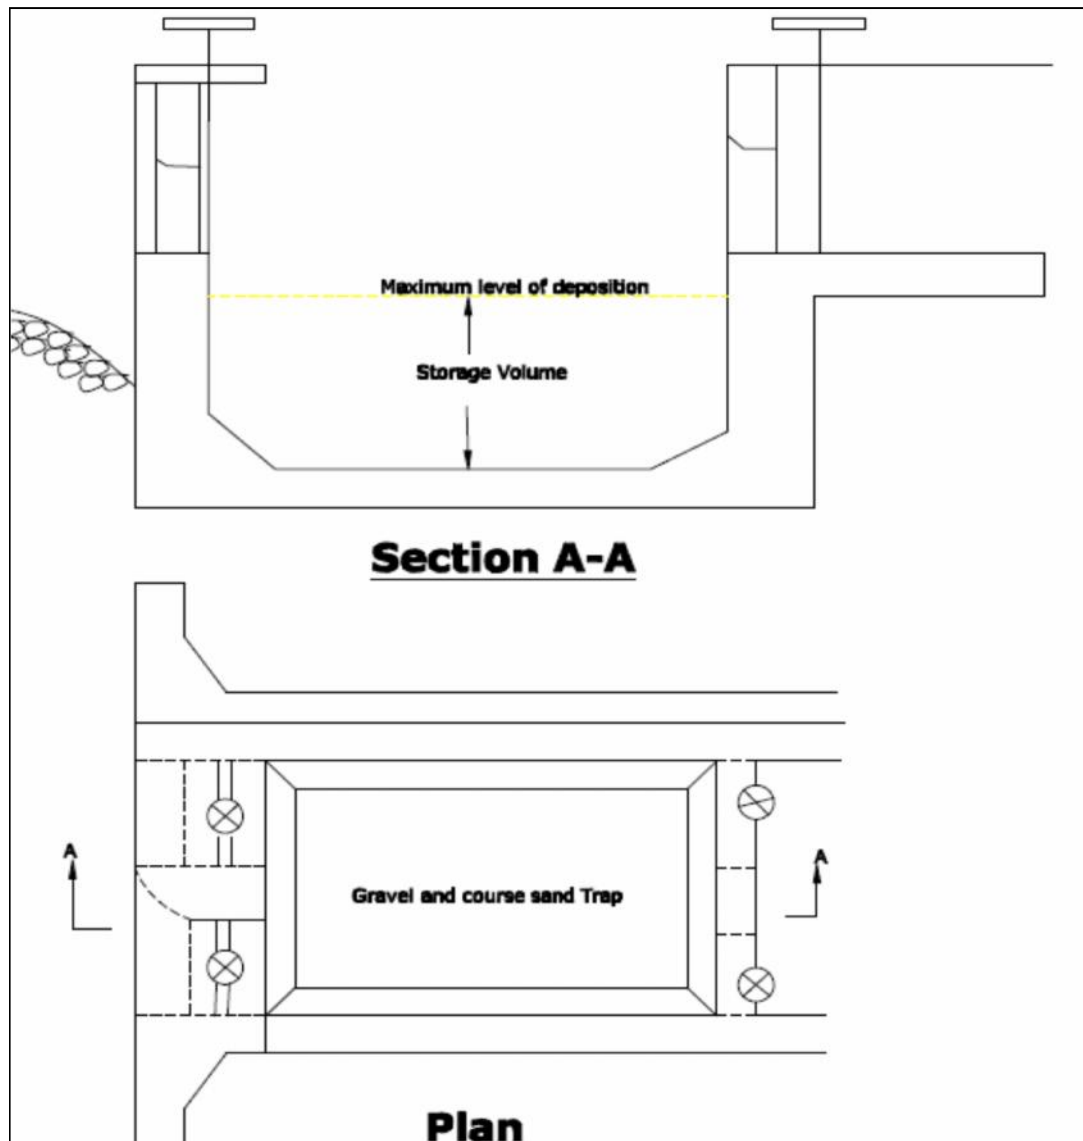 Maximum level of deposition
Storage Volume
Section A-A
A
A
Gravel and course sand Trap
Plan